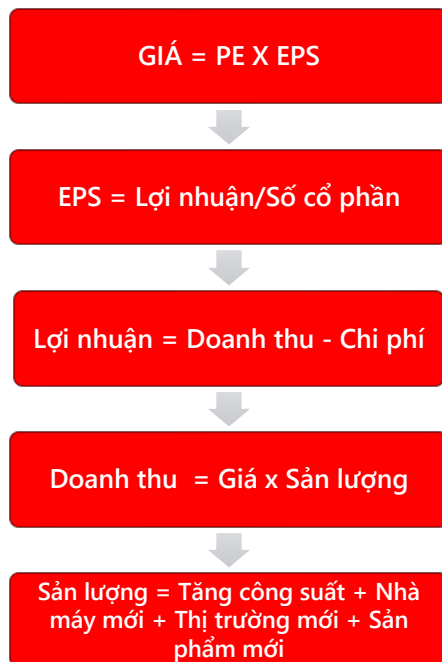 GIÁ = PE X EPS
EPS = Lợi nhuận/Số cổ phần
Lợi nhuận = Doanh thu - Chi phí
Doanh thu = Giá x Sản lượng
Sản lượng = Tăng công suất + Nhà
máy mới + Thị trường mới + Sản
phẩm mới